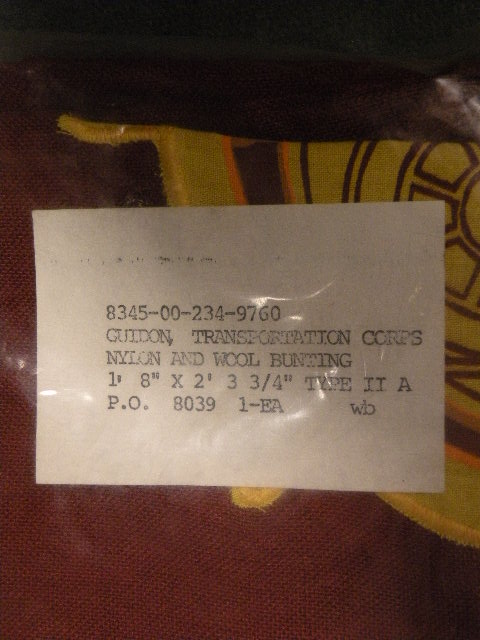 8345-00-234-9760
GUIDON, TRANSPORTATION CORPS
NYLON AND WOOL BUNTING
1' 8" X 2' 3 3/4" TYPE II A
P.O. 8039 1-EA wb